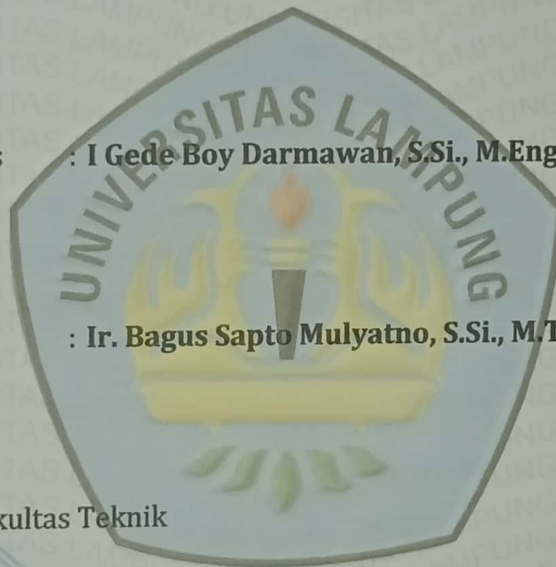 UNIVERSITAS LAMPUNG
: I Gede Boy Darmawan, S.Si., M.Eng
: Ir. Bagus Sapto Mulyatno, S.Si., M.T
kultas Teknik